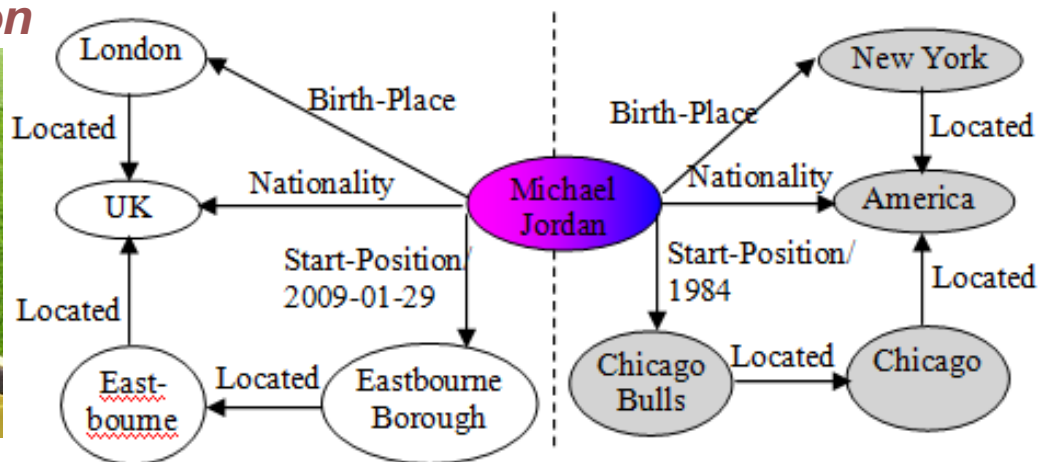 on
London
New York
Birth-Place
Birth-Place
Located
Located
Nationality
Michael
Jordan
Nationality
UK
America
Start-Position/
2009-01-29
Start-Position/
1984
Located
Located
East-
bourne
Located
Eastbourne
Borough
Chicago
Bulls
Located
Chicago